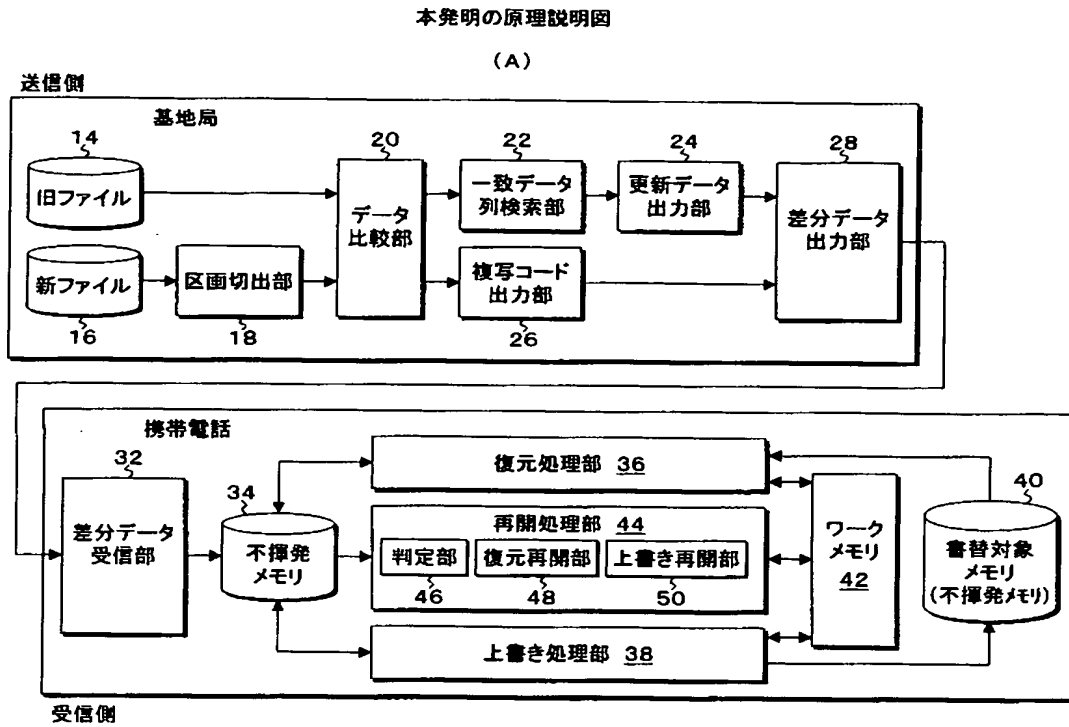 本発明の原理説明図
(A)
送信側
基地局
14
旧ファイル
新ファイル
16
区画切出部
18
20
データ
比較部
22
一致データ
列検索部
24
更新データ
出力部
複写コード
出力部
26
28
差分データ
出力部
携帯電話
32
差分データ
受信部
34
不揮発
メモリ
復元処理部 36
再開処理部 44
判定部
46
復元再開部
48
上書き再開部
50
上書き処理部 38
ワーク
メモリ
42
40
書替対象
メモリ
(不揮発メモリ)
受信側